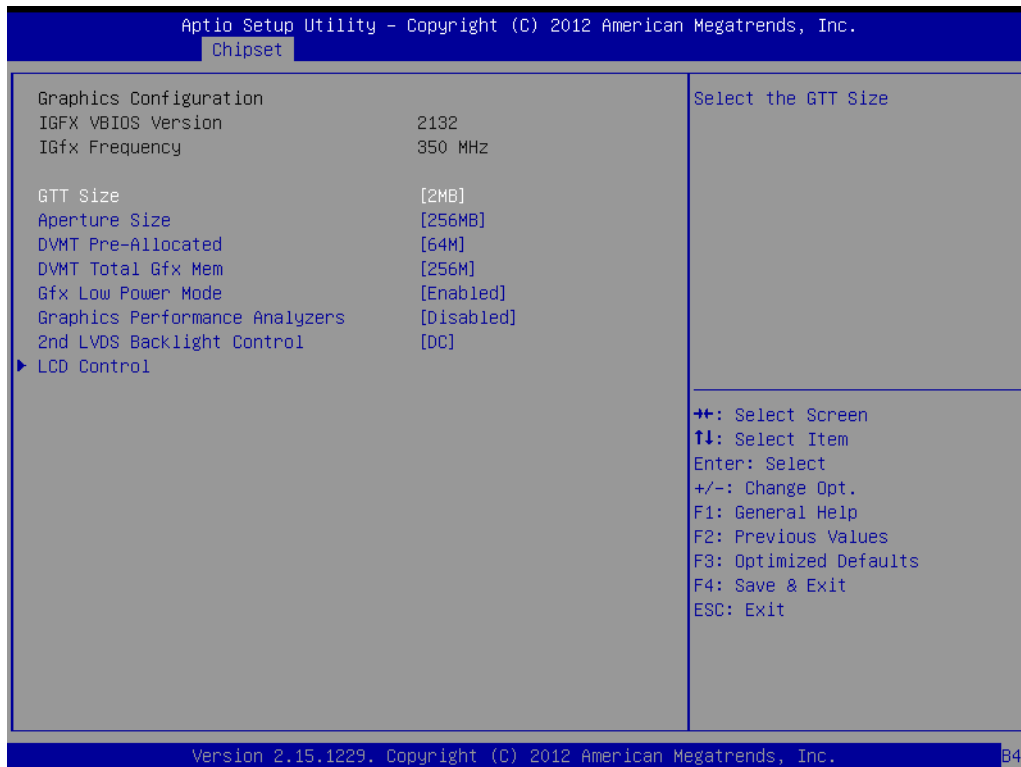 Aptio Setup Utility – Copyright (C) 2012 American Megatrends, Inc.
Chipset
Graphics Configuration
IGFX VBIOS Version 2132
IGfx Frequency 350 MHz
GTT Size [2MB]
Aperture Size [256MB]
DVMT Pre-Allocated [64M]
DVMT Total Gfx Mem [256M]
Gfx Low Power Mode [Enabled]
Graphics Performance Analyzers [Disabled]
2nd LVDS Backlight Control [DC]
▶ LCD Control
Select the GTT Size
→←: Select Screen
↑↓: Select Item
Enter: Select
+/-: Change Opt.
F1: General Help
F2: Previous Values
F3: Optimized Defaults
F4: Save & Exit
ESC: Exit
Version 2.15.1229. Copyright (C) 2012 American Megatrends, Inc.
B4